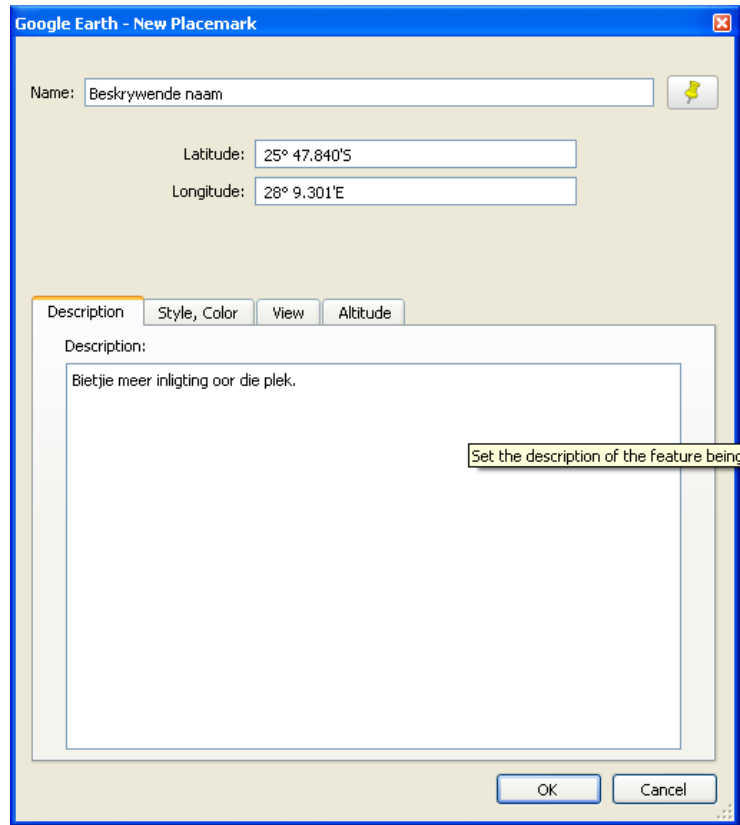 Google Earth - New Placemark
Name: Beskrywende naam
Latitude: 25° 47.840'S
Longitude: 28° 9.301'E
Description Style, Color View Altitude
Description:
Bietjie meer inligting oor die plek.
Set the description of the feature being
OK Cancel